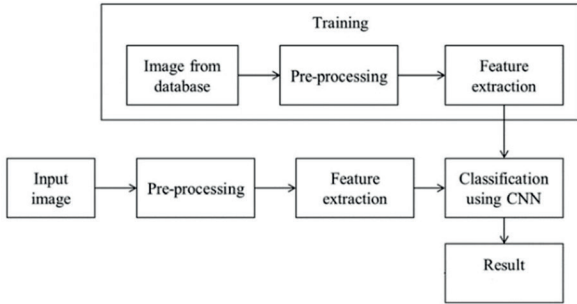 Training
Image from
database
Pre-processing
Feature
extraction
Input
image
Pre-processing
Feature
extraction
Classification
using CNN
Result